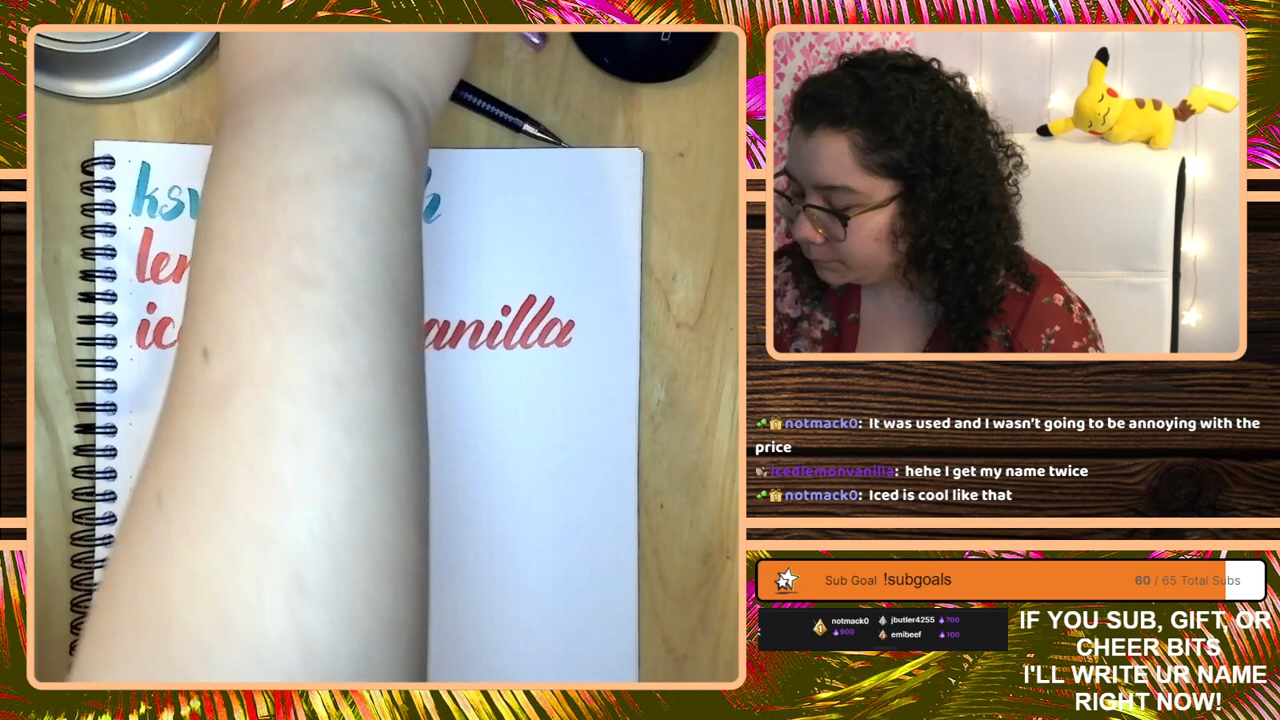 anilla
notmack0: It was used and I wasn't going to be annoying with the
price
icedlemonvanilla: hehe I get my name twice
notmack0: Iced is cool like that
Sub Goal !subgoals 60 / 65 Total Subs
1 notmack0 900
jbutler4255 700
emibeef 100
IF YOU SUB, GIFT, OR
CHEER BITS
I'LL WRITE UR NAME
RIGHT NOW!